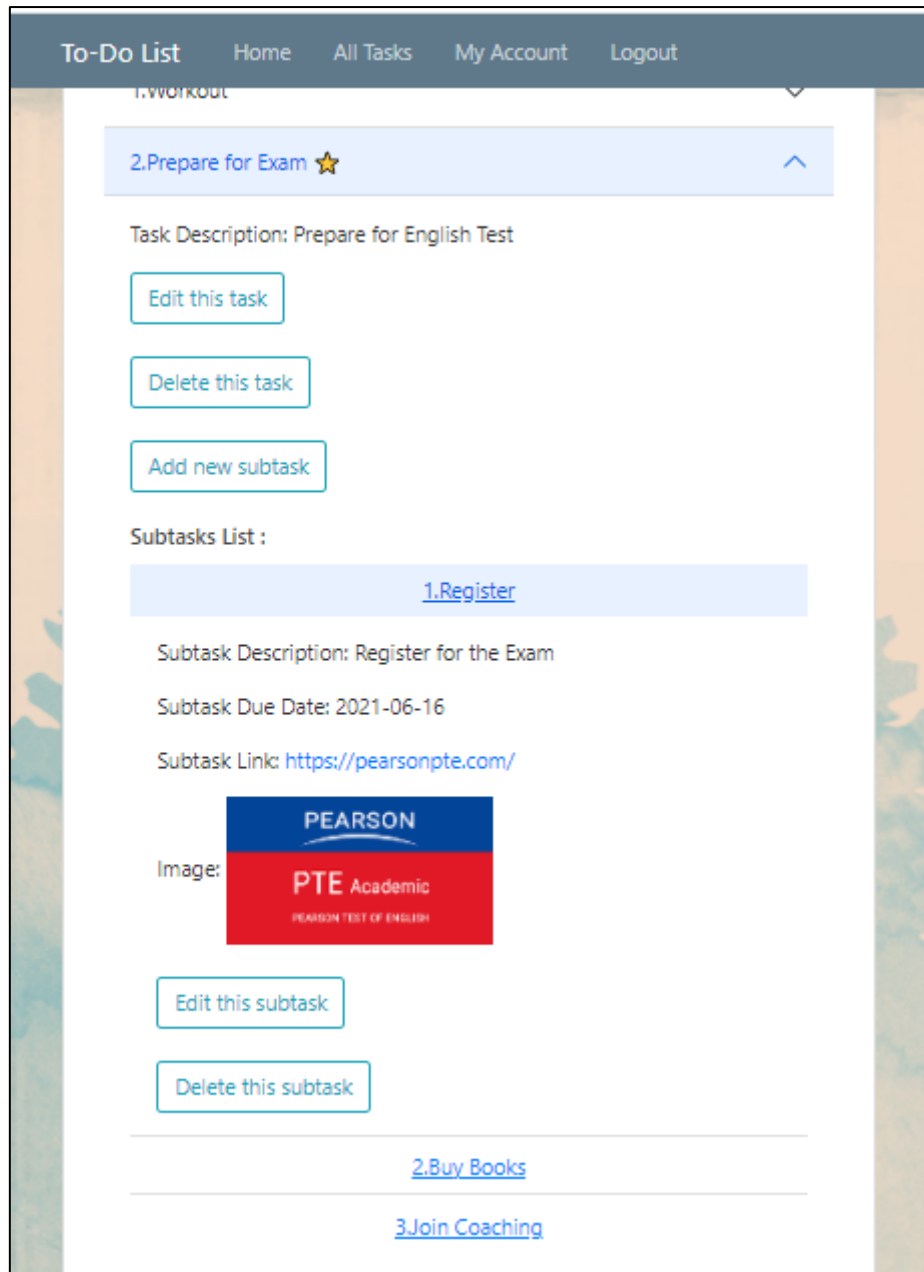 To-Do List Home All Tasks My Account Logout
1.Workout
2.Prepare for Exam
Task Description: Prepare for English Test
Edit this task
Delete this task
Add new subtask
Subtasks List :
1.Register
Subtask Description: Register for the Exam
Subtask Due Date: 2021-06-16
Subtask Link: https://pearsonpte.com/
PEARSON
Image:
PTE Academic
PEARSON TEST OF ENGLISH
Edit this subtask
Delete this subtask
2.Buy Books
3.Join Coaching